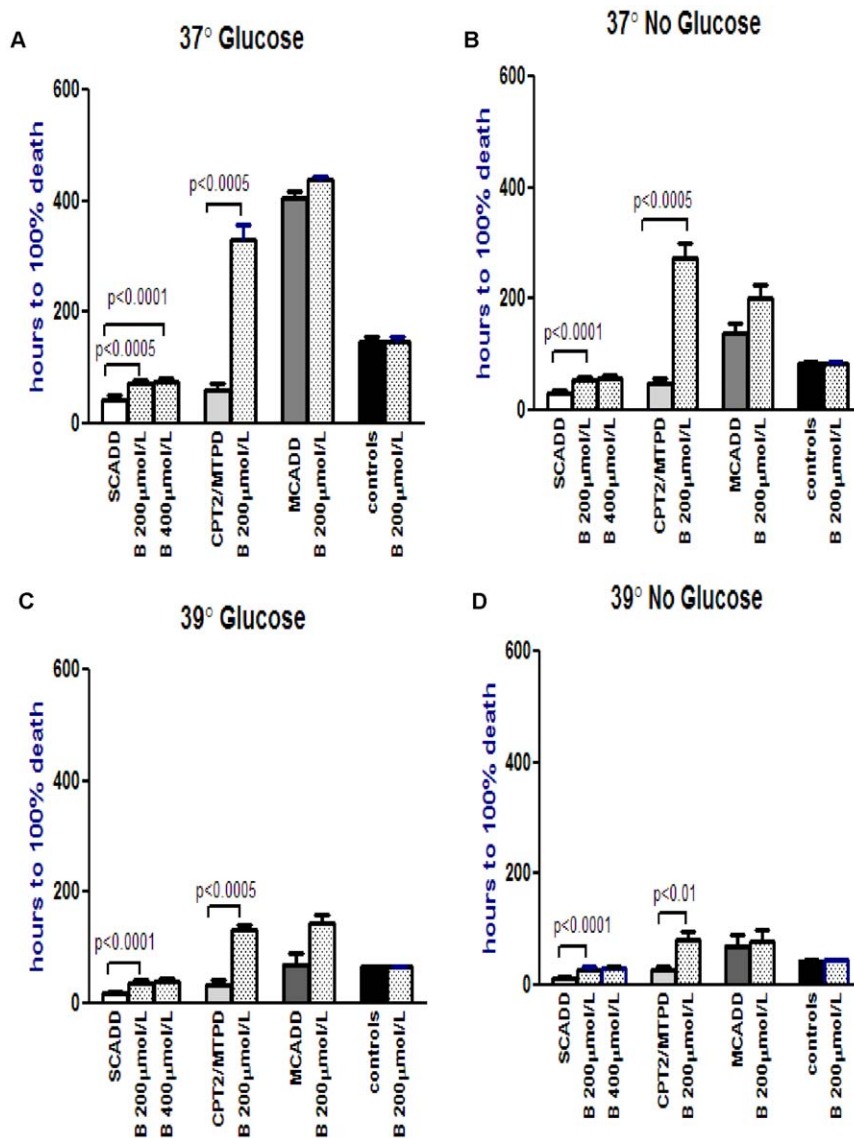 A
37° Glucose
hours to 100% death
600
400
200
0
p<0.0001
p<0.0005
p<0.0005
SCADD
B 200µmol/L
B 400µmol/L
CPT2/MTPD
B 200µmol/L
MCADD
B 200µmol/L
controls
B 200µmol/L
B
37° No Glucose
hours to 100% death
600
400
200
0
p<0.0001
p<0.0005
SCADD
B 200µmol/L
B 400µmol/L
CPT2/MTPD
B 200µmol/L
MCADD
B 200µmol/L
controls
B 200µmol/L
C
39° Glucose
hours to 100% death
600
400
200
0
p<0.0001
p<0.0005
SCADD
B 200µmol/L
B 400µmol/L
CPT2/MTPD
B 200µmol/L
MCADD
B 200µmol/L
controls
B 200µmol/L
D
39° No Glucose
hours to 100% death
600
400
200
0
p<0.0001
p<0.01
SCADD
B 200µmol/L
B 400µmol/L
CPT2/MTPD
B 200µmol/L
MCADD
B 200µmol/L
controls
B 200µmol/L